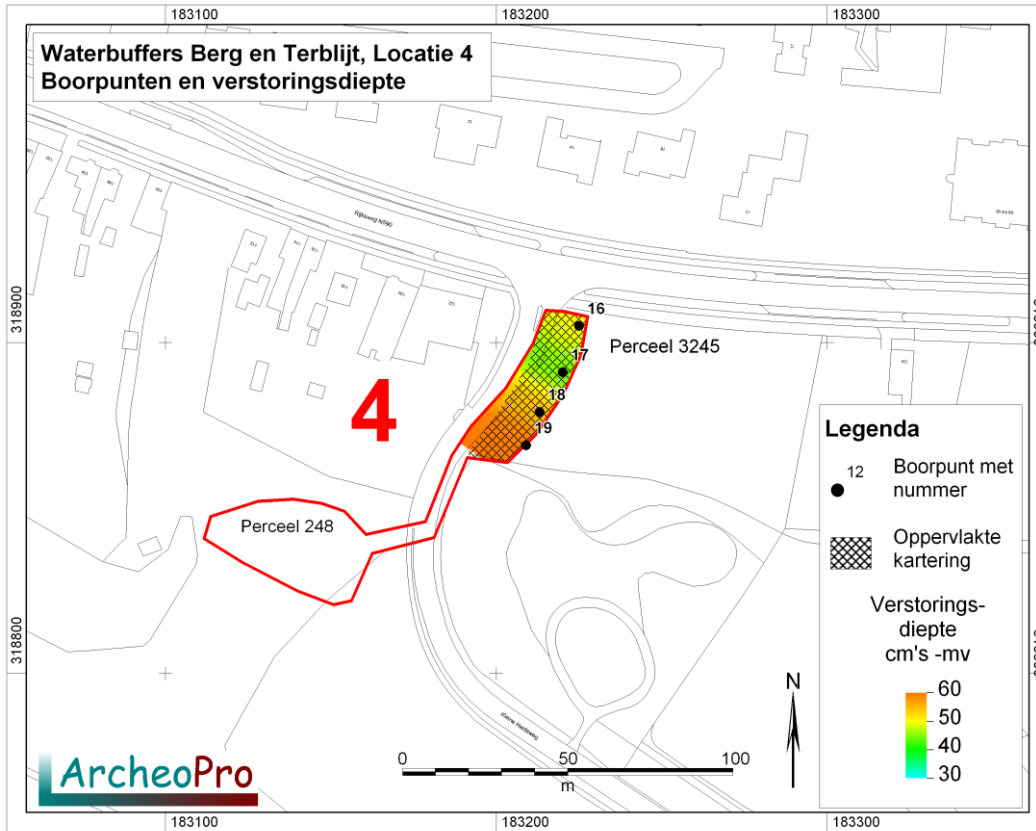 183100
183200
183300
Waterbuffers Berg en Terblijt, Locatie 4
Boorpunten en verstoringsdiepte
Rijksweg N590
318900
16
17
18
19
Perceel 3245
4
Perceel 248
Legenda
12
Boorpunt met
nummer
Oppervlakte
kartering
Verstorings-
diepte
cm's -mv
60
50
40
30
318800
N
0
50
100
m
ArcheoPro
183100
183200
183300